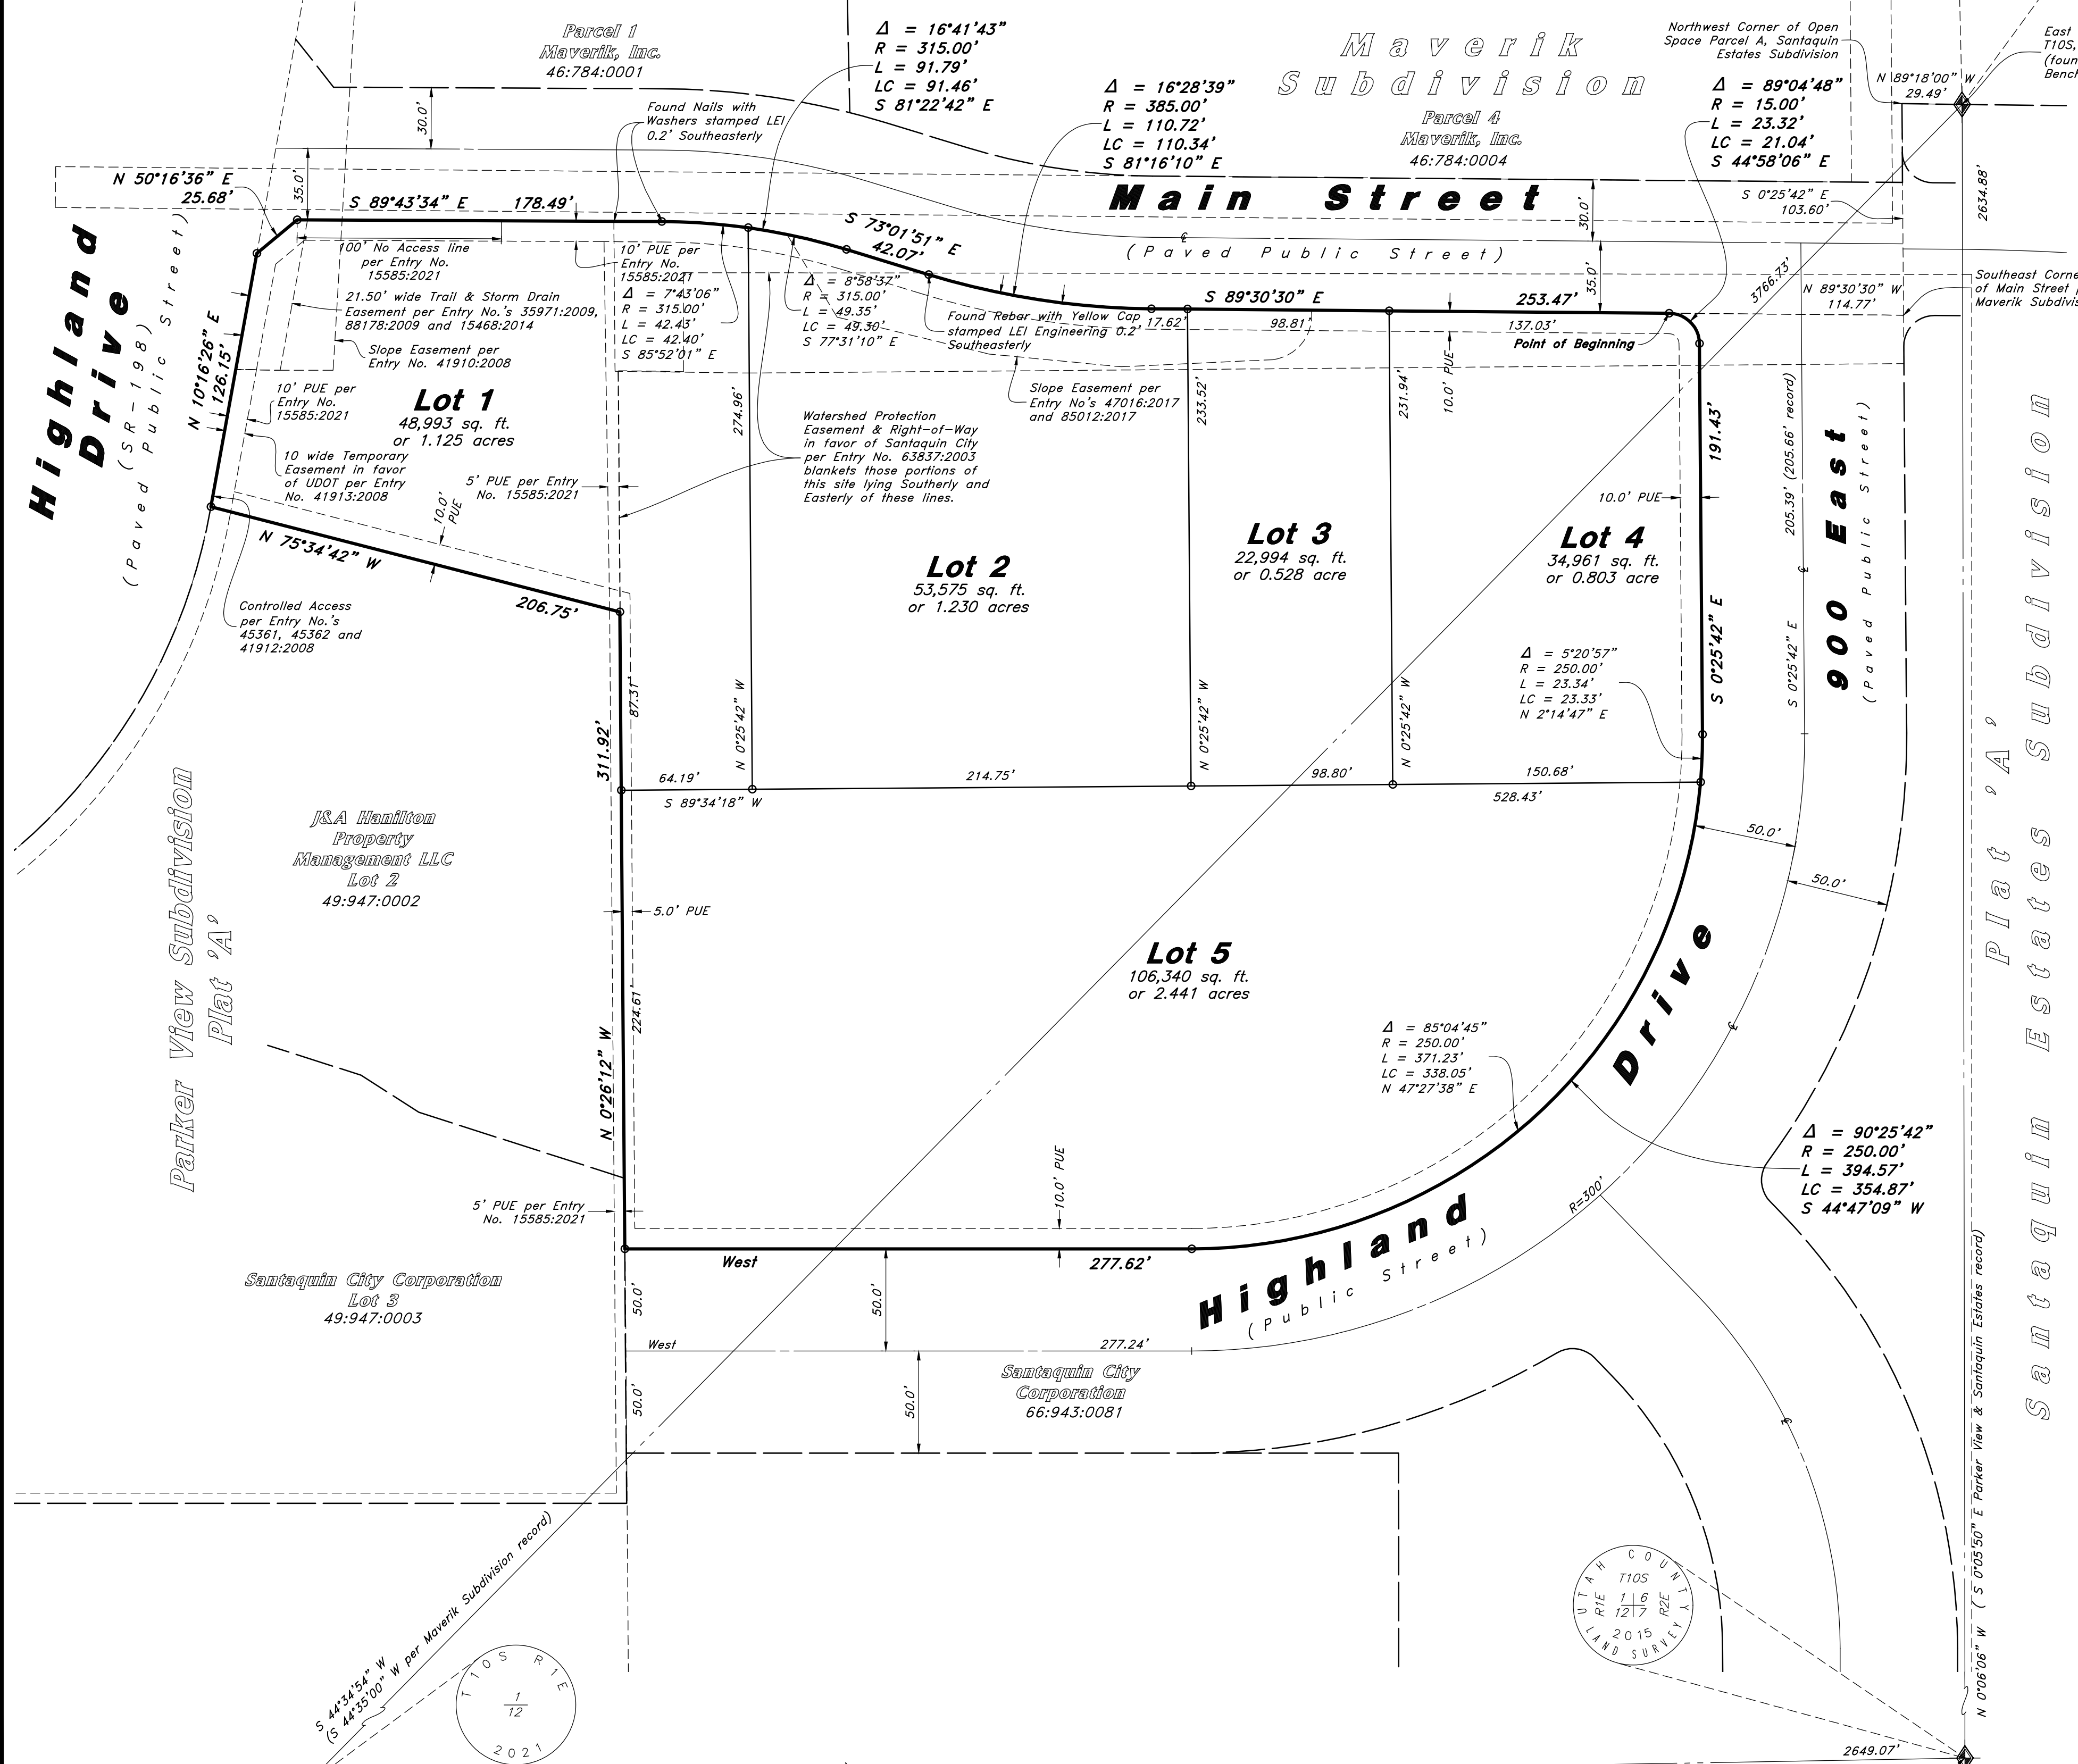 Parcel 1
Maverik, Inc.
46:784:0001
Δ = 16°41'43"
R = 315.00'
L = 91.79'
LC = 91.46'
S 81°22'42" E
Maverik
Subdivision
Parcel 4
Maverik, Inc.
46:784:0004
Northwest Corner of Open
Space Parcel A, Santaquin
Estates Subdivision
N 89°18'00" W
29.49'
East
T10S,
(foun
Bench
Δ = 16°28'39"
R = 385.00'
L = 110.72'
LC = 110.34'
S 81°16'10" E
Δ = 89°04'48"
R = 15.00'
L = 23.32'
LC = 21.04'
S 44°58'06" E
Found Nails with
Washers stamped LEI
0.2' Southeasterly
30.0'
35.0'
N 50°16'36" E
25.68'
S 89°43'34" E 178.49'
Main Street
(Paved Public Street)
℄
30.0'
35.0'
S 0°25'42" E
103.60'
2634.88'
3766.73'
S 73°01'51" E
42.07'
Highland
Drive
(SR-198)
(Paved Public Street)
N 10°16'26" E
126.15'
100' No Access line
per Entry No.
15585:2021
21.50' wide Trail & Storm Drain
Easement per Entry No.'s 35971:2009,
88178:2009 and 15468:2014
Slope Easement per
Entry No. 41910:2008
10' PUE per
Entry No.
15585:2021
10' PUE per
Entry No.
15585:2021
Δ = 7°43'06"
R = 315.00'
L = 42.43'
LC = 42.40'
S 85°52'01" E
Δ = 8°58'37"
R = 315.00'
L = 49.35'
LC = 49.30'
S 77°31'10" E
Found Rebar with Yellow Cap
stamped LEI Engineering 0.2'
Southeasterly
17.62'
S 89°30'30" E 253.47'
98.81'
137.03'
Point of Beginning
10.0' PUE
N 89°30'30" W
114.77'
Southeast Corne
of Main Street p
Maverik Subdivis
Lot 1
48,993 sq. ft.
or 1.125 acres
10 wide Temporary
Easement in favor
of UDOT per Entry
No. 41913:2008
5' PUE per Entry
No. 15585:2021
10.0'
PUE
N 75°34'42" W
206.75'
Controlled Access
per Entry No.'s
45361, 45362 and
41912:2008
274.96'
N 0°25'42" W
Watershed Protection
Easement & Right-of-Way
in favor of Santaquin City
per Entry No. 63837:2003
blankets those portions of
this site lying Southerly and
Easterly of these lines.
Slope Easement per
Entry No's 47016:2017
and 85012:2017
233.52'
N 0°25'42" W
231.94'
N 0°25'42" W
Lot 2
53,575 sq. ft.
or 1.230 acres
Lot 3
22,994 sq. ft.
or 0.528 acre
Lot 4
34,961 sq. ft.
or 0.803 acre
10.0' PUE
191.43'
S 0°25'42" E
205.39' (205.66' record)
S 0°25'42" E
℄
900 East
(Paved Public Street)
Δ = 5°20'57"
R = 250.00'
L = 23.34'
LC = 23.33'
N 2°14'47" E
87.31'
311.92'
64.19'
S 89°34'18" W
214.75'
98.80'
150.68'
528.43'
50.0'
50.0'
J&A Hanilton
Property
Management LLC
Lot 2
49:947:0002
Parker View Subdivision
Plat 'A'
5.0' PUE
224.61'
N 0°26'12" W
Lot 5
106,340 sq. ft.
or 2.441 acres
Δ = 85°04'45"
R = 250.00'
L = 371.23'
LC = 338.05'
N 47°27'38" E
Δ = 90°25'42"
R = 250.00'
L = 394.57'
LC = 354.87'
S 44°47'09" W
℄
Highland Drive
(Public Street)
R=300'
10.0' PUE
5' PUE per Entry
No. 15585:2021
West 277.62'
50.0'
50.0'
West 277.24'
50.0'
50.0'
Santaquin City Corporation
Lot 3
49:947:0003
Santaquin City
Corporation
66:943:0081
℄
Plat 'A'
Santaquin Estates Subdivision
N 0°06'06" W ( S 0°05'50" E Parker View & Santaquin Estates record)
S 44°34'54" W
(S 44°35'00" W per Maverik Subdivision record)
T10S R1E
1
12
2021
UTAH COUNTY
T10S
R1E 1 6 R2E
12 7
2015
LAND SURVEY
2649.07'